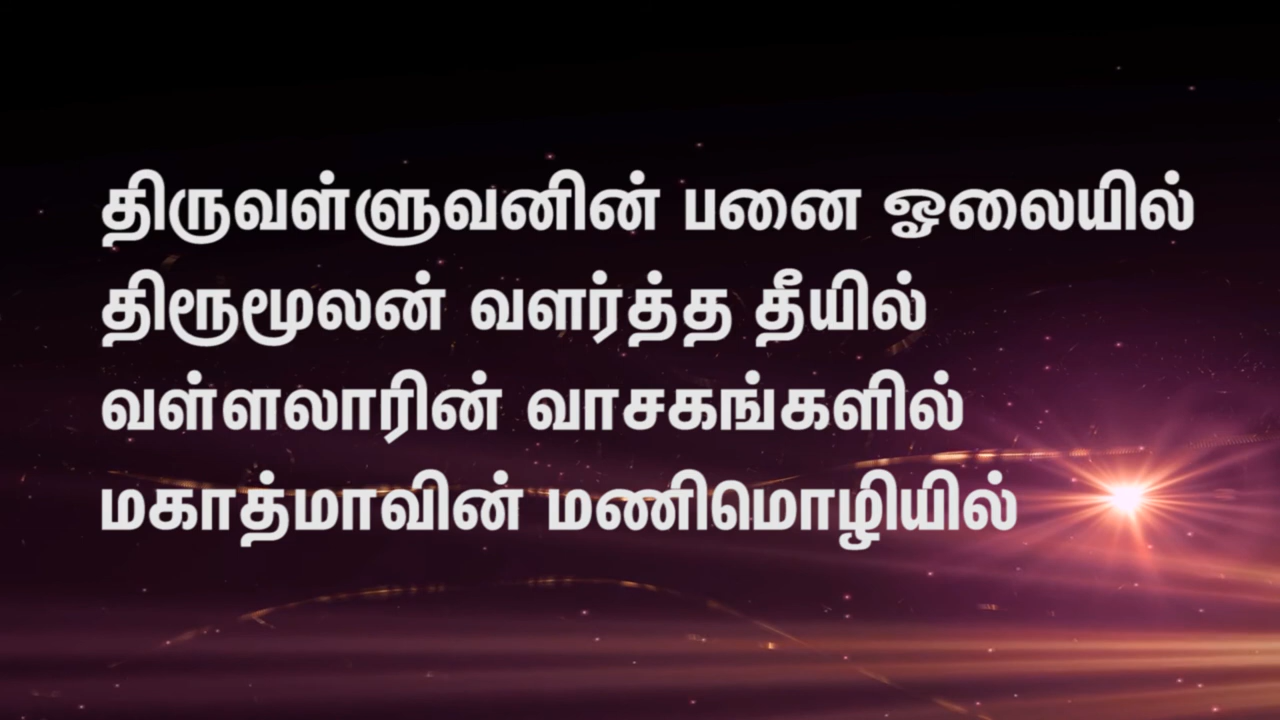 திருவள்ளுவனின் பனை ஓலையில்
திரூமூலன் வளர்த்த தீயில்
வள்ளலாரின் வாசகங்களில்
மகாத்மாவின் மணிமொழியில்